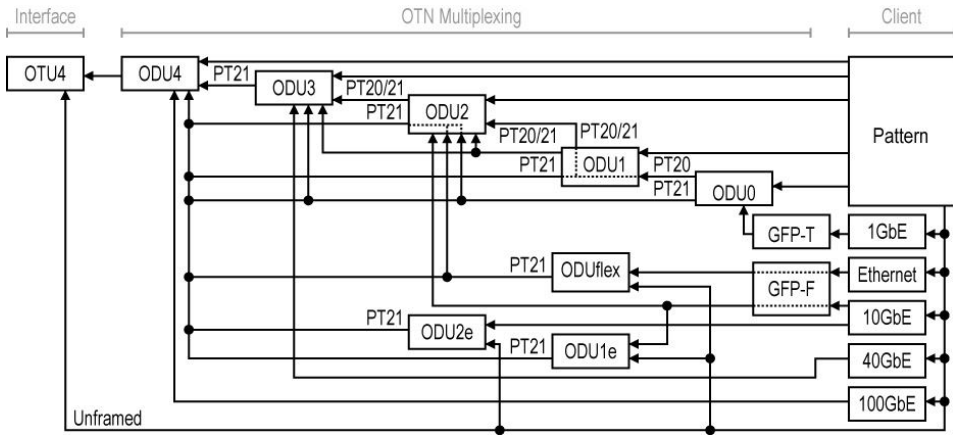 Interface OTN Multiplexing Client
OTU4 ODU4 PT21 ODU3 PT20/21 ODU2 Pattern
PT21
PT20/21 PT20/21
PT21 ODU1 PT20
PT21 ODU0
GFP-T 1GbE
PT21 ODUflex GFP-F Ethernet
PT21 ODU2e 10GbE
PT21 ODU1e 40GbE
100GbE
Unframed